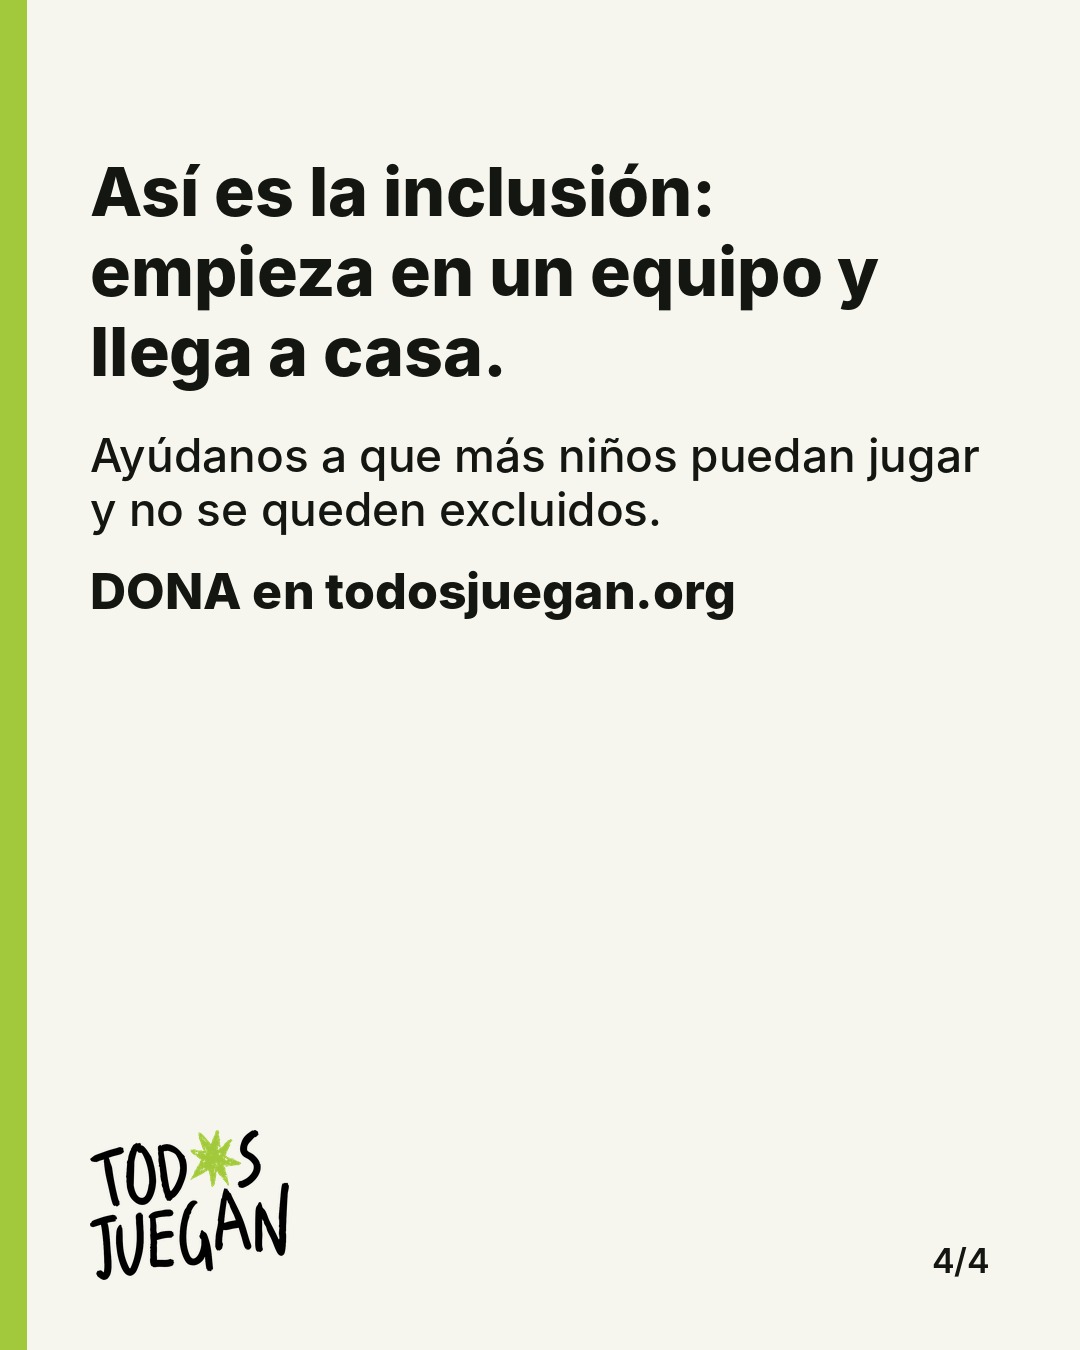 Así es la inclusión:
empieza en un equipo y
llega a casa.
Ayúdanos a que más niños puedan jugar
y no se queden excluidos.
DONA en todosjuegan.org
TODOS
JUEGAN
4/4